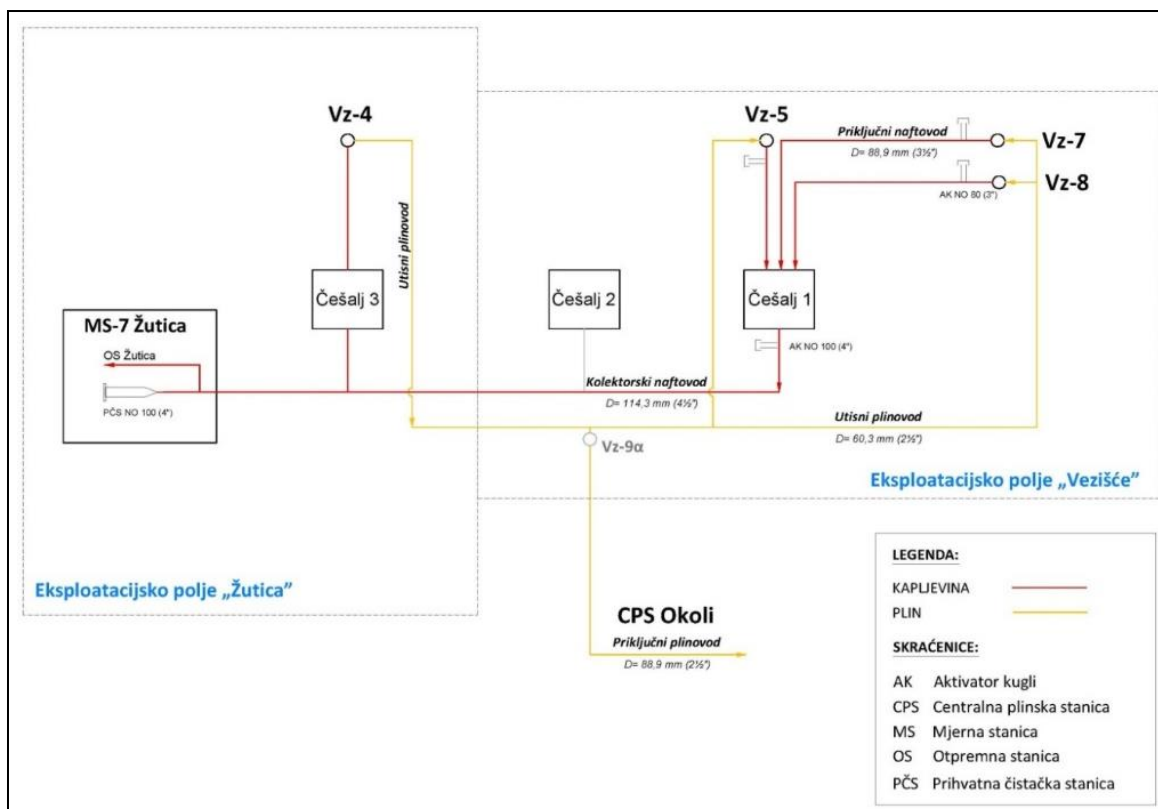 Vz-4
Vz-5
Priključni naftovod
D= 88,9 mm (3½")
Vz-7
AK NO 80 (3")
Vz-8
Utisni plinovod
Češalj 3
Češalj 2
Češalj 1
MS-7 Žutica
OS Žutica
PČS NO 100 (4")
AK NO 100 (4")
Kolektorski naftovod
D= 114,3 mm (4½")
Utisni plinovod
D= 60,3 mm (2½")
Vz-9α
Eksploatacijsko polje „Vezišće”
Eksploatacijsko polje „Žutica”
CPS Okoli
Priključni plinovod
D= 88,9 mm (2½")
LEGENDA:
KAPLJEVINA
PLIN
SKRAĆENICE:
AK Aktivator kugli
CPS Centralna plinska stanica
MS Mjerna stanica
OS Otpremna stanica
PČS Prihvatna čistačka stanica